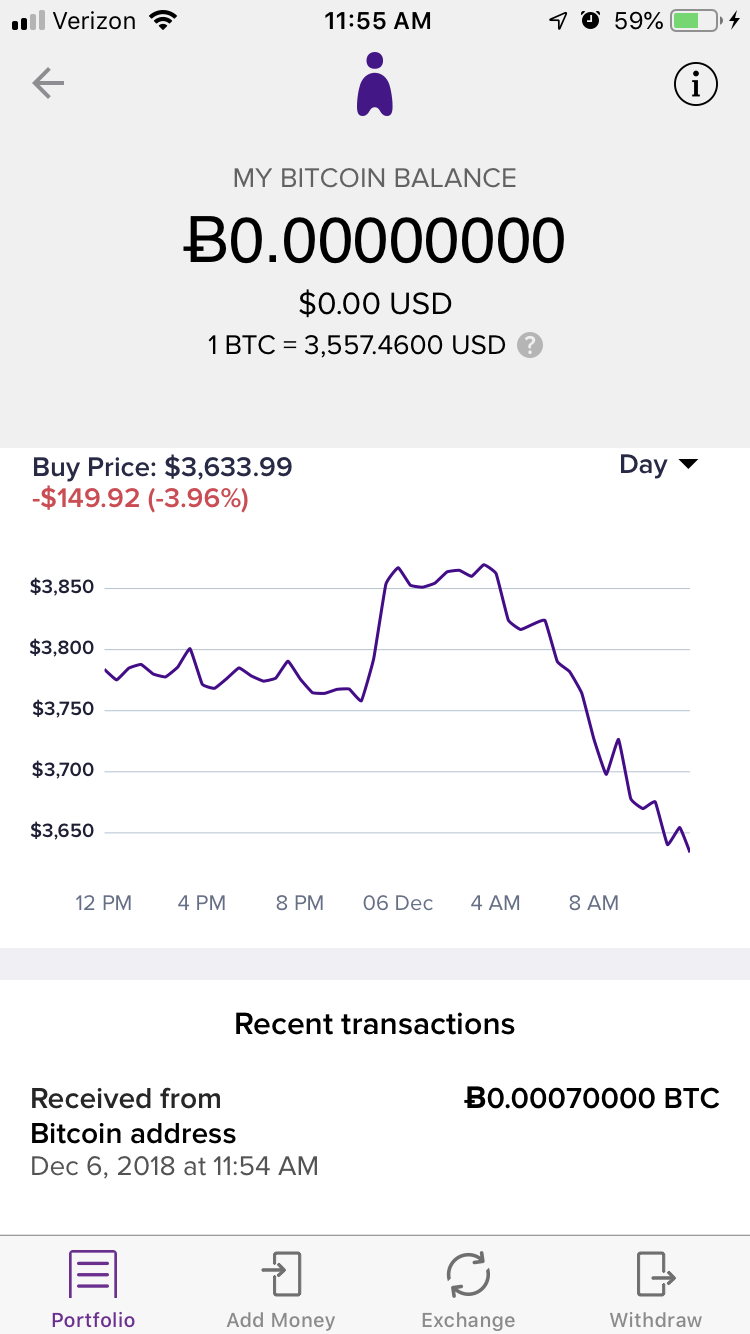 Verizon 11:55 AM 59%
i
MY BITCOIN BALANCE
Ƀ0.00000000
$0.00 USD
1 BTC = 3,557.4600 USD ?
Buy Price: $3,633.99 Day
-$149.92 (-3.96%)
$3,850
$3,800
$3,750
$3,700
$3,650
12 PM 4 PM 8 PM 06 Dec 4 AM 8 AM
Recent transactions
Received from Ƀ0.00070000 BTC
Bitcoin address
Dec 6, 2018 at 11:54 AM
Portfolio Add Money Exchange Withdraw